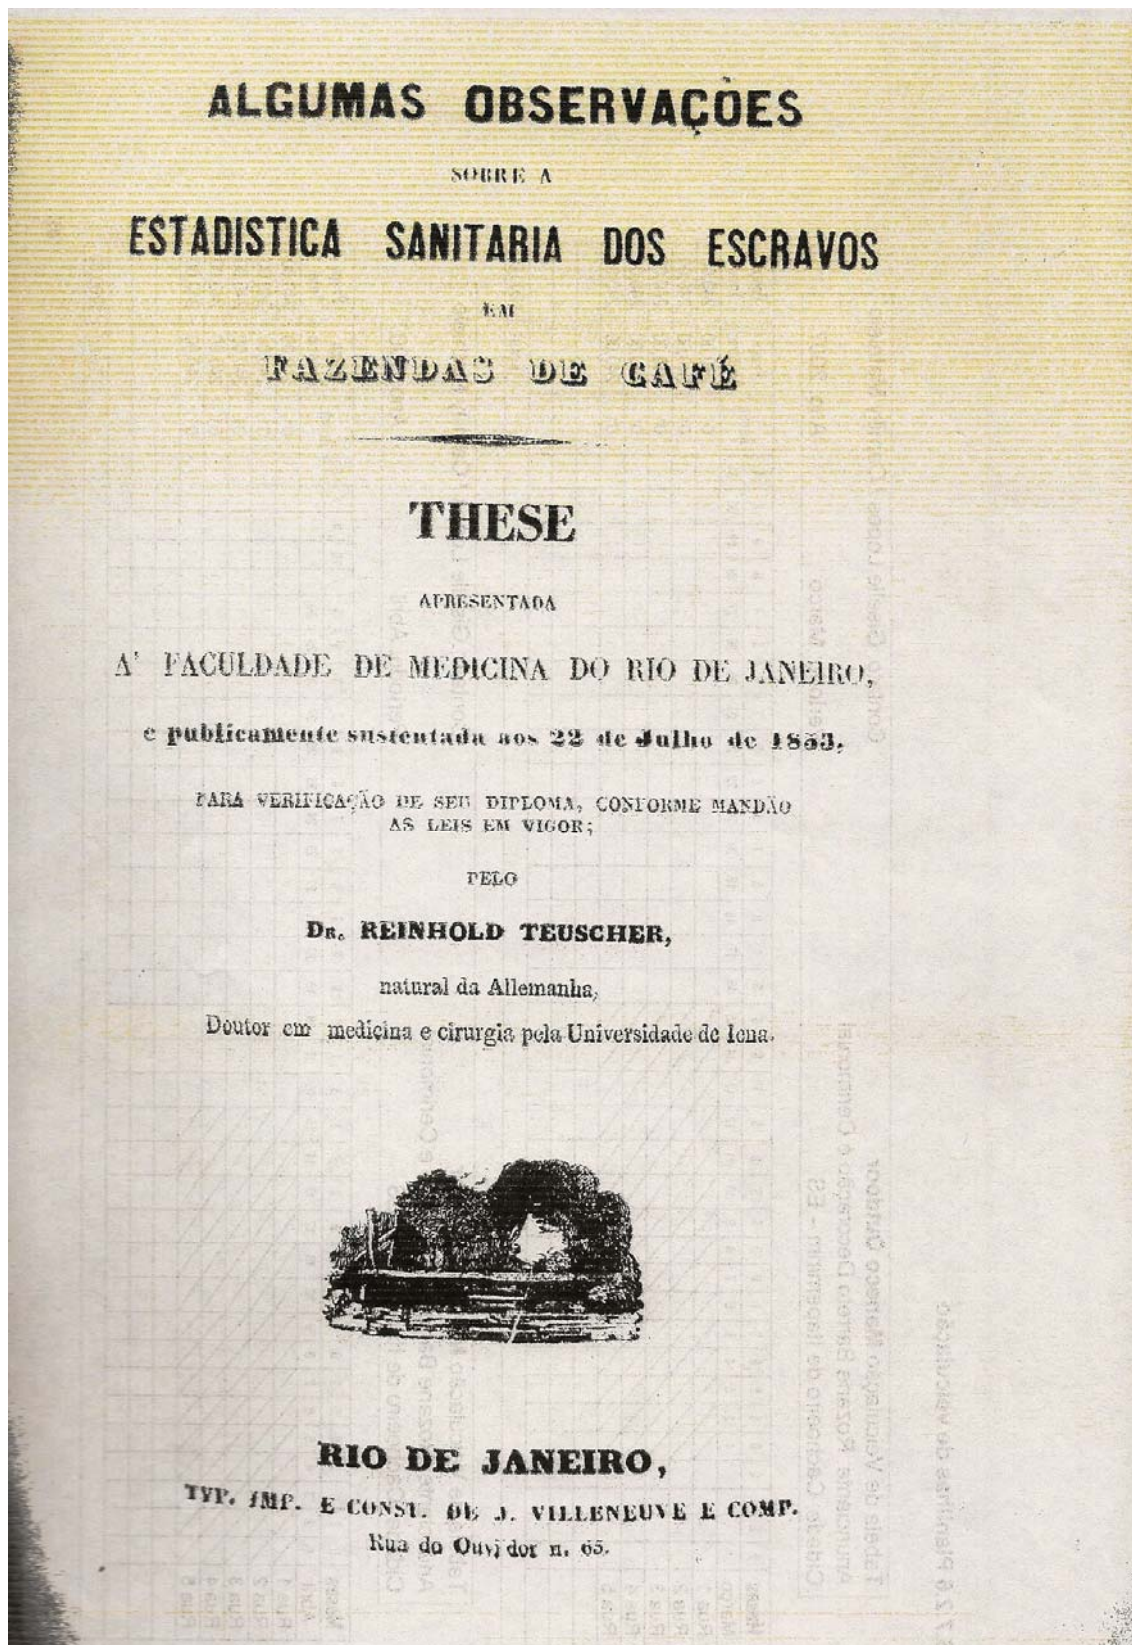 ALGUMAS OBSERVAÇÕES
SOBRE A
ESTADISTICA SANITARIA DOS ESCRAVOS
EM
FAZENDAS DE CAFÉ
THESE
APRESENTADA
A' FACULDADE DE MEDICINA DO RIO DE JANEIRO,
e publicamente sustentada aos 22 de Julho de 1853,
PARA VERIFICAÇÃO DE SEU DIPLOMA, CONFORME MANDÃO
AS LEIS EM VIGOR;
PELO
DR. REINHOLD TEUSCHER,
natural da Allemanha,
Doutor em medicina e cirurgia pela Universidade de Iena.
RIO DE JANEIRO,
TYP. IMP. E CONST. DE J. VILLENEUVE E COMP.
Rua do Ouvidor n. 65.